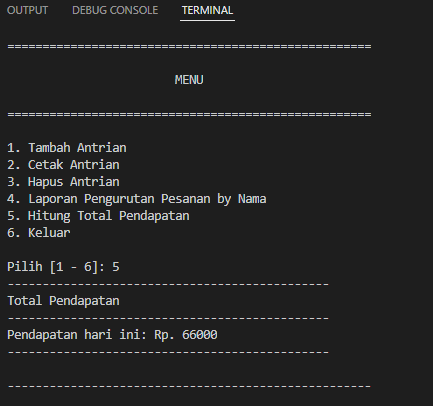 OUTPUT DEBUG CONSOLE TERMINAL
====================================================
MENU
====================================================
1. Tambah Antrian
2. Cetak Antrian
3. Hapus Antrian
4. Laporan Pengurutan Pesanan by Nama
5. Hitung Total Pendapatan
6. Keluar
Pilih [1 - 6]: 5
----------------------------------------------
Total Pendapatan
----------------------------------------------
Pendapatan hari ini: Rp. 66000
----------------------------------------------
----------------------------------------------------